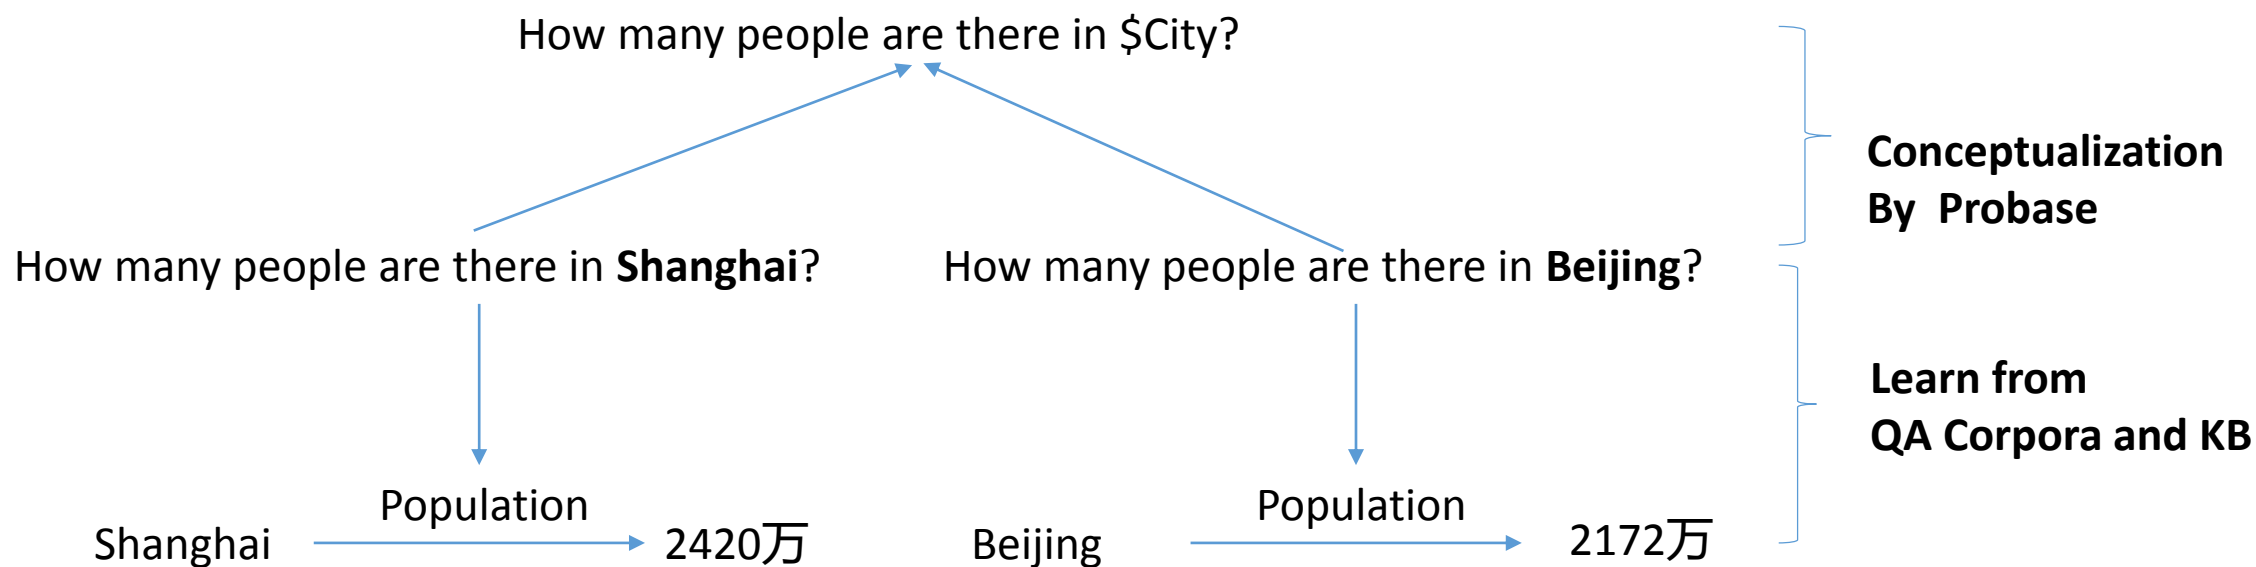 How many people are there in $City?
Conceptualization
By Probase
How many people are there in Shanghai?
How many people are there in Beijing?
Learn from
QA Corpora and KB
Population
Shanghai
2420万
Population
Beijing
2172万